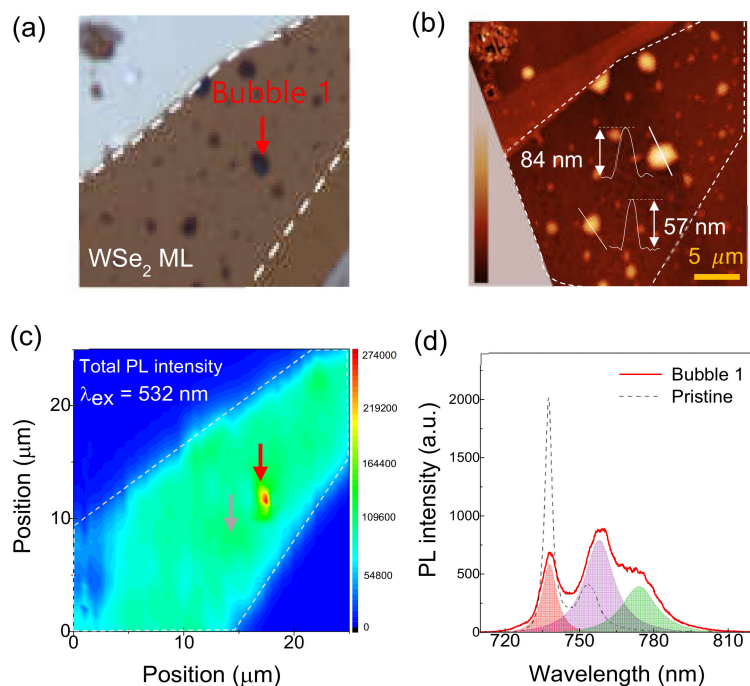 (a)
Bubble 1
WSe₂ ML
(b)
84 nm
57 nm
5 μm
(c)
Total PL intensity
λex = 532 nm
274000
219200
164400
109600
54800
0
20
10
0
Position (μm)
0
10
20
Position (μm)
(d)
Bubble 1
Pristine
2000
1500
1000
500
0
PL intensity (a.u.)
720
750
780
810
Wavelength (nm)